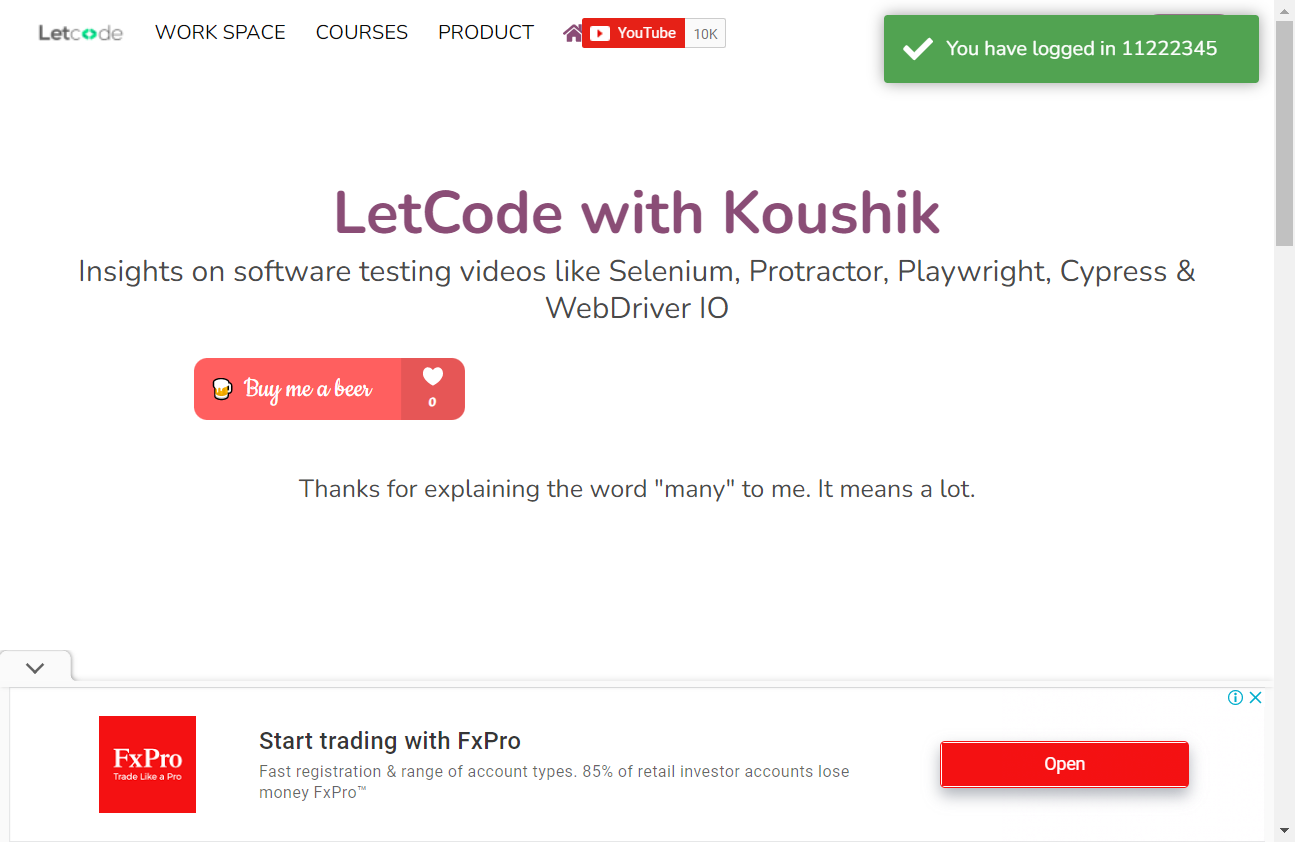 Letcode WORK SPACE COURSES PRODUCT YouTube 10K
You have logged in 11222345
LetCode with Koushik
Insights on software testing videos like Selenium, Protractor, Playwright, Cypress &
WebDriver IO
Buy me a beer
0
Thanks for explaining the word "many" to me. It means a lot.
FxPro
Trade Like a Pro
Start trading with FxPro
Fast registration & range of account types. 85% of retail investor accounts lose
money FxPro™
Open